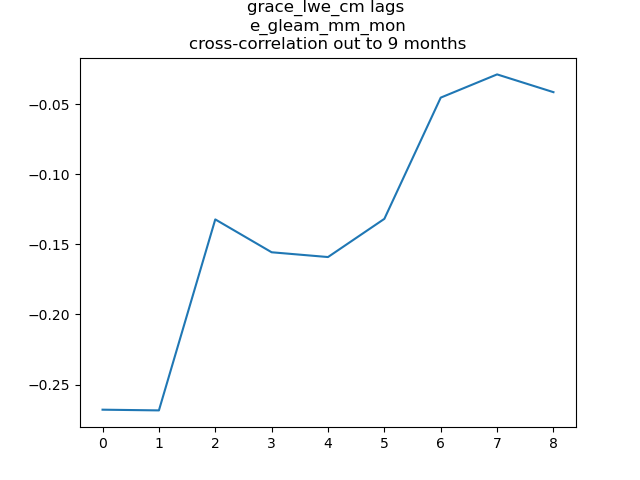 grace_lwe_cm lags
e_gleam_mm_mon
cross-correlation out to 9 months
−0.05
−0.10
−0.15
−0.20
−0.25
0 1 2 3 4 5 6 7 8